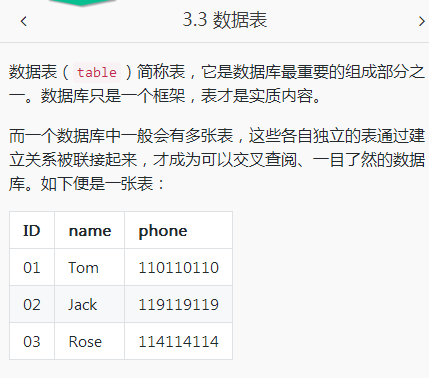 3.3 数据表
数据表（table）简称表，它是数据库最重要的组成部分之
一。数据库只是一个框架，表才是实质内容。
而一个数据库中一般会有多张表，这些各自独立的表通过建
立关系被联接起来，才成为可以交叉查阅、一目了然的数据
库。如下便是一张表：
ID name phone
01 Tom 110110110
02 Jack 119119119
03 Rose 114114114